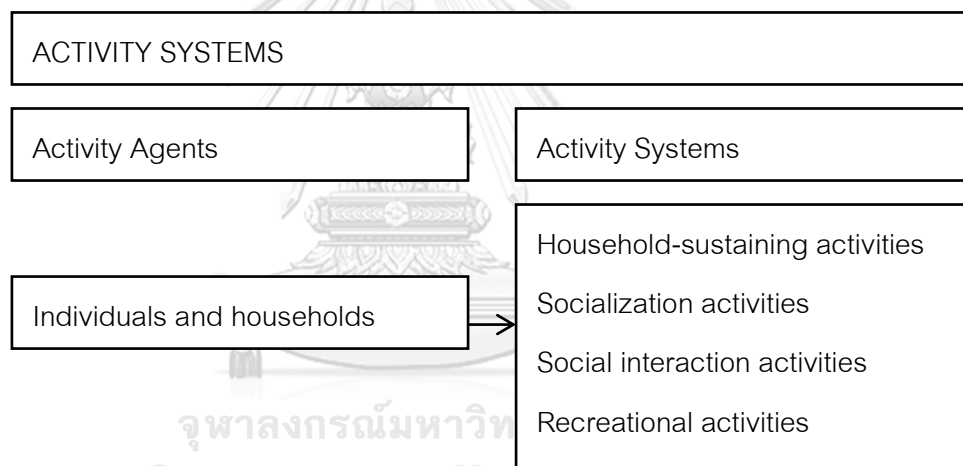 ACTIVITY SYSTEMS
Activity Agents
Activity Systems
Individuals and households
Household-sustaining activities
Socialization activities
Social interaction activities
Recreational activities
จุฬาลงกรณ์มหาวิท